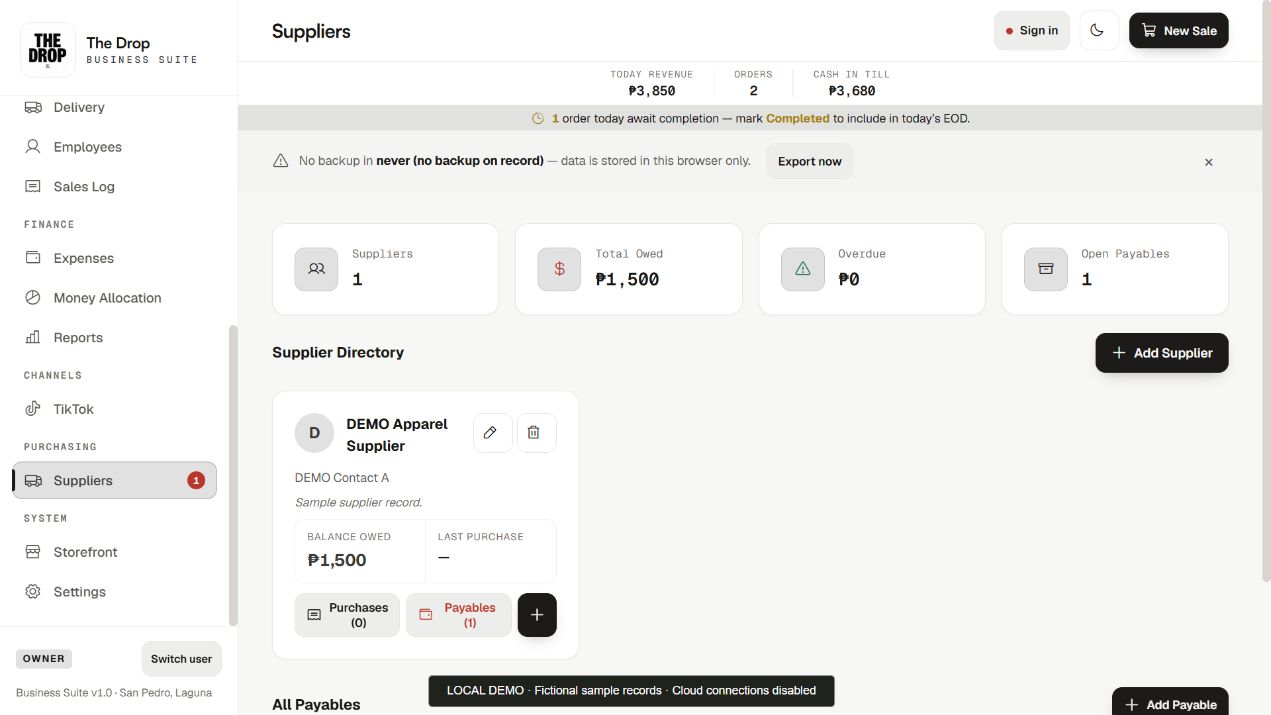 THE
DROP
The Drop
BUSINESS SUITE
Delivery
Employees
Sales Log
FINANCE
Expenses
Money Allocation
Reports
CHANNELS
TikTok
PURCHASING
Suppliers
1
SYSTEM
Storefront
Settings
OWNER
Switch user
Business Suite v1.0 · San Pedro, Laguna
Suppliers
Sign in
New Sale
TODAY REVENUE
₱3,850
ORDERS
2
CASH IN TILL
₱3,680
1 order today await completion — mark Completed to include in today's EOD.
No backup in never (no backup on record) — data is stored in this browser only.
Export now
×
Suppliers
1
Total Owed
₱1,500
Overdue
₱0
Open Payables
1
Supplier Directory
+ Add Supplier
D
DEMO Apparel
Supplier
DEMO Contact A
Sample supplier record.
BALANCE OWED
₱1,500
LAST PURCHASE
—
Purchases
(0)
Payables
(1)
+
LOCAL DEMO · Fictional sample records · Cloud connections disabled
All Payables
+ Add Payable